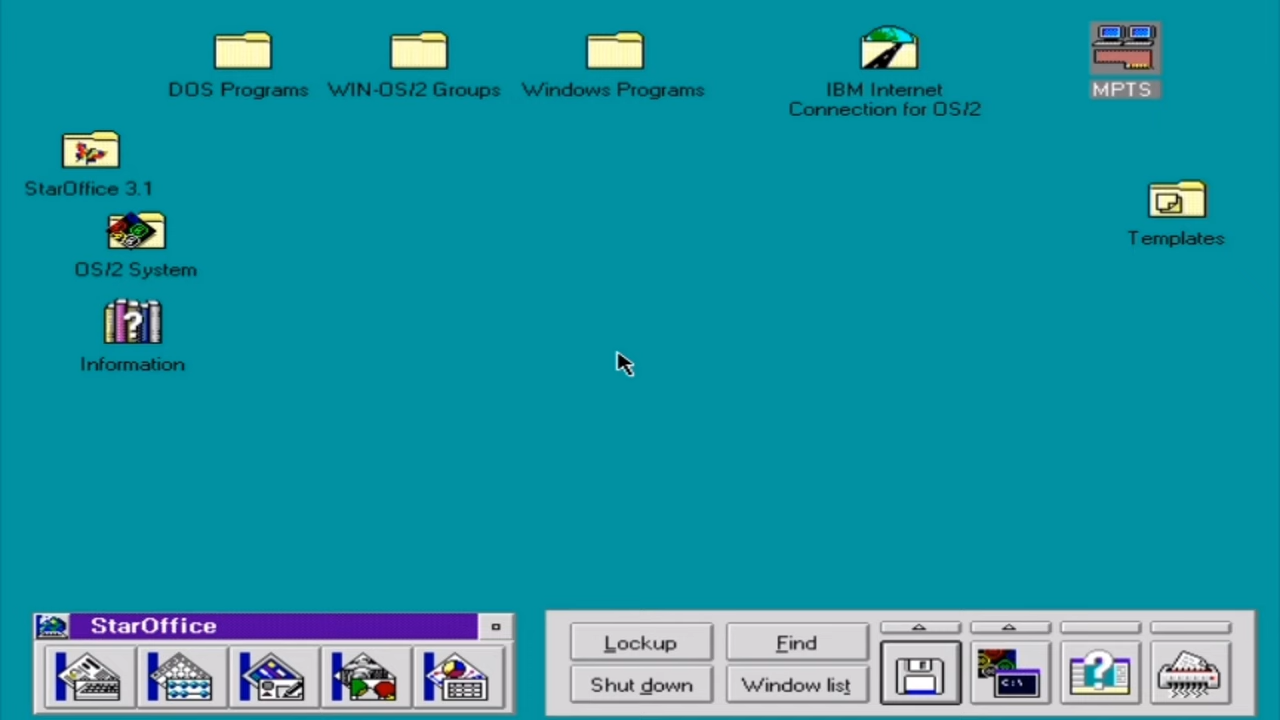 DOS Programs
WIN-OS/2 Groups
Windows Programs
IBM Internet
Connection for OS/2
MPTS
StarOffice 3.1
Templates
OS/2 System
Information
StarOffice
Lockup
Find
Shut down
Window list
C:\